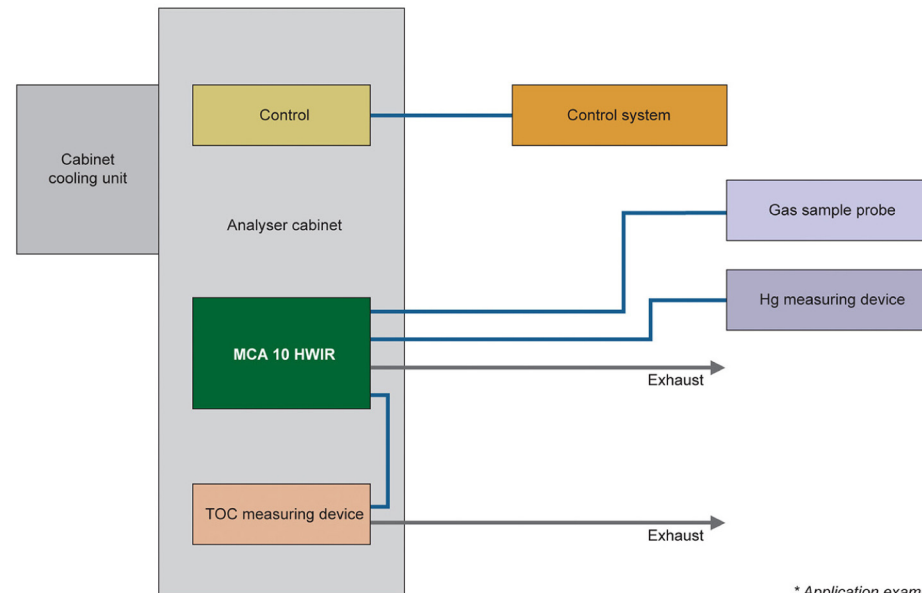 Control
Control system
Cabinet
cooling unit
Gas sample probe
Analyser cabinet
Hg measuring device
MCA 10 HWIR
Exhaust
TOC measuring device
Exhaust
* Application